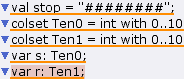 val stop = "########";
colset Ten0 = int with 0..10
colset Ten1 = int with 0..10
var s: Ten0;
var r: Ten1;